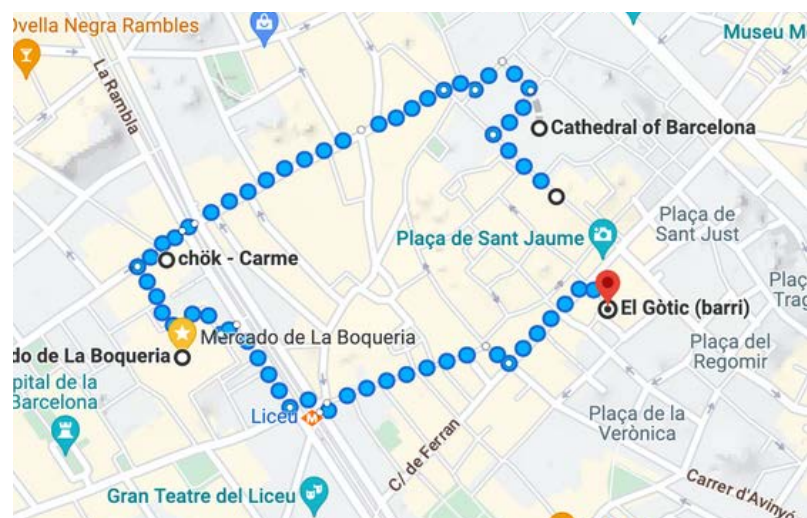 Ovella Negra Rambles
Museu M
La Rambla
Cathedral of Barcelona
Plaça de
Sant Just
Plaça de Sant Jaume
chök - Carme
Plaç
Trag
El Gòtic (barri)
Mercado de La Boqueria
do de La Boqueria
Plaça del
Regomir
pital de la
Barcelona
Liceu
M
C/ de Ferran
Plaça de la
Verònica
Gran Teatre del Liceu
Carrer d'Avinyó